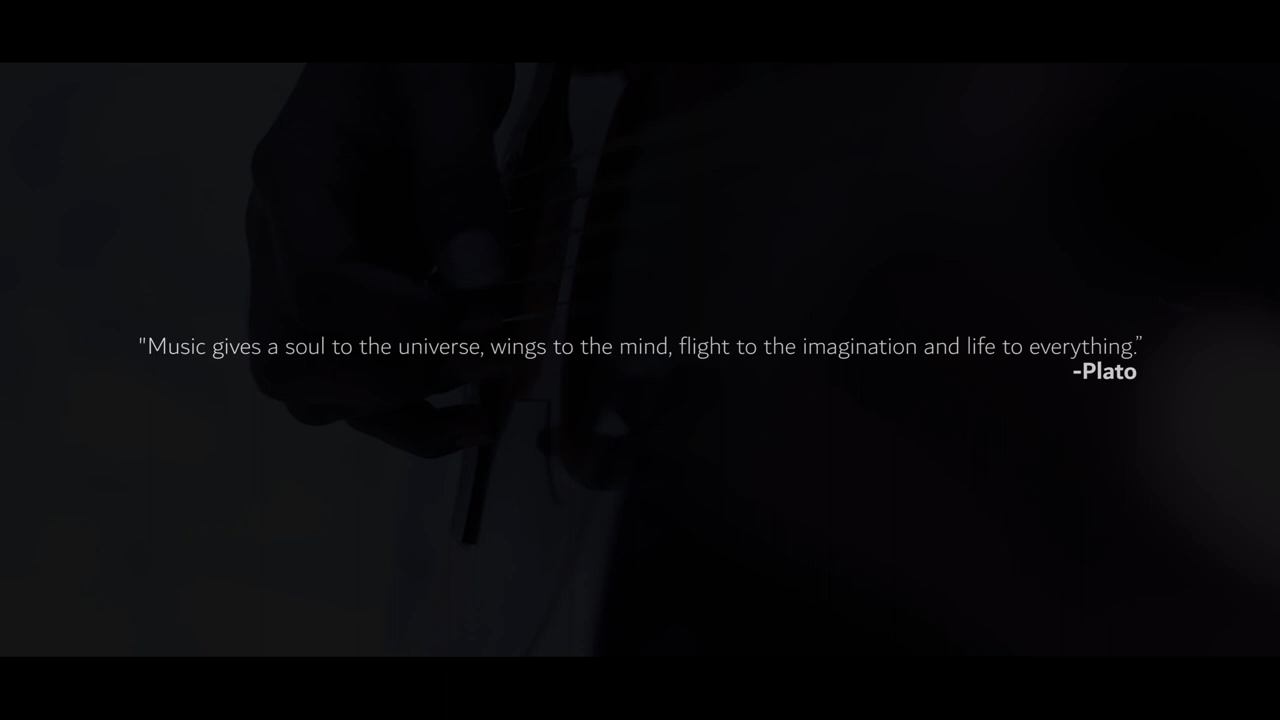 "Music gives a soul to the universe, wings to the mind, flight to the imagination and life to everything.”
-Plato